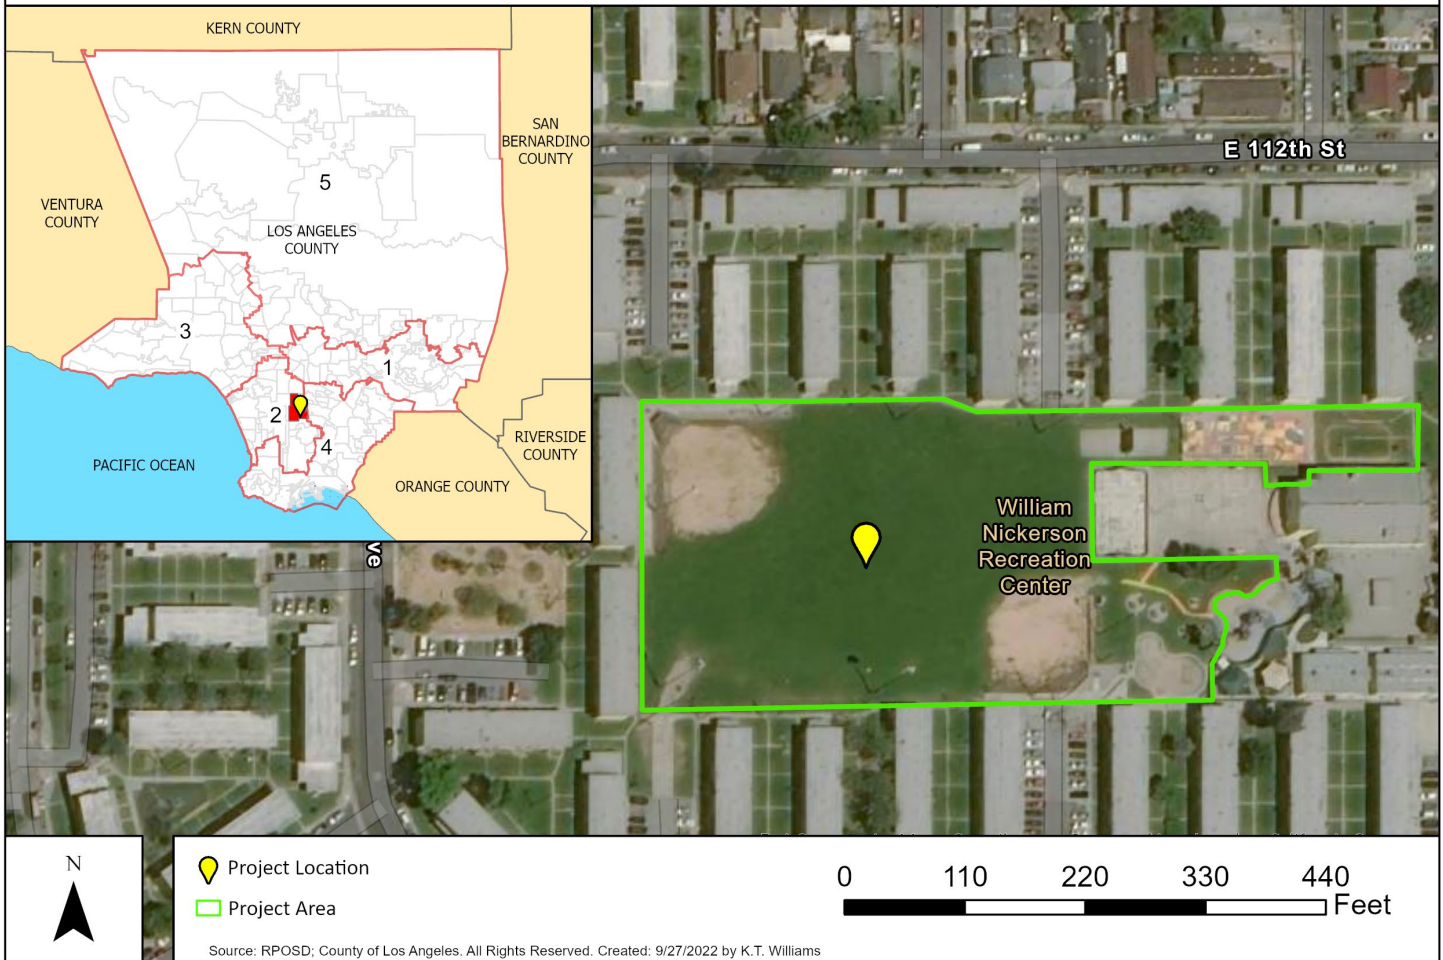 KERN COUNTY
SAN
BERNARDINO
COUNTY
5
VENTURA
COUNTY
LOS ANGELES
COUNTY
3
1
2
4
PACIFIC OCEAN
RIVERSIDE
COUNTY
ORANGE COUNTY
E 112th St
William
Nickerson
Recreation
Center
ve
N
Project Location
Project Area
0 110 220 330 440
Feet
Source: RPOSD; County of Los Angeles. All Rights Reserved. Created: 9/27/2022 by K.T. Williams